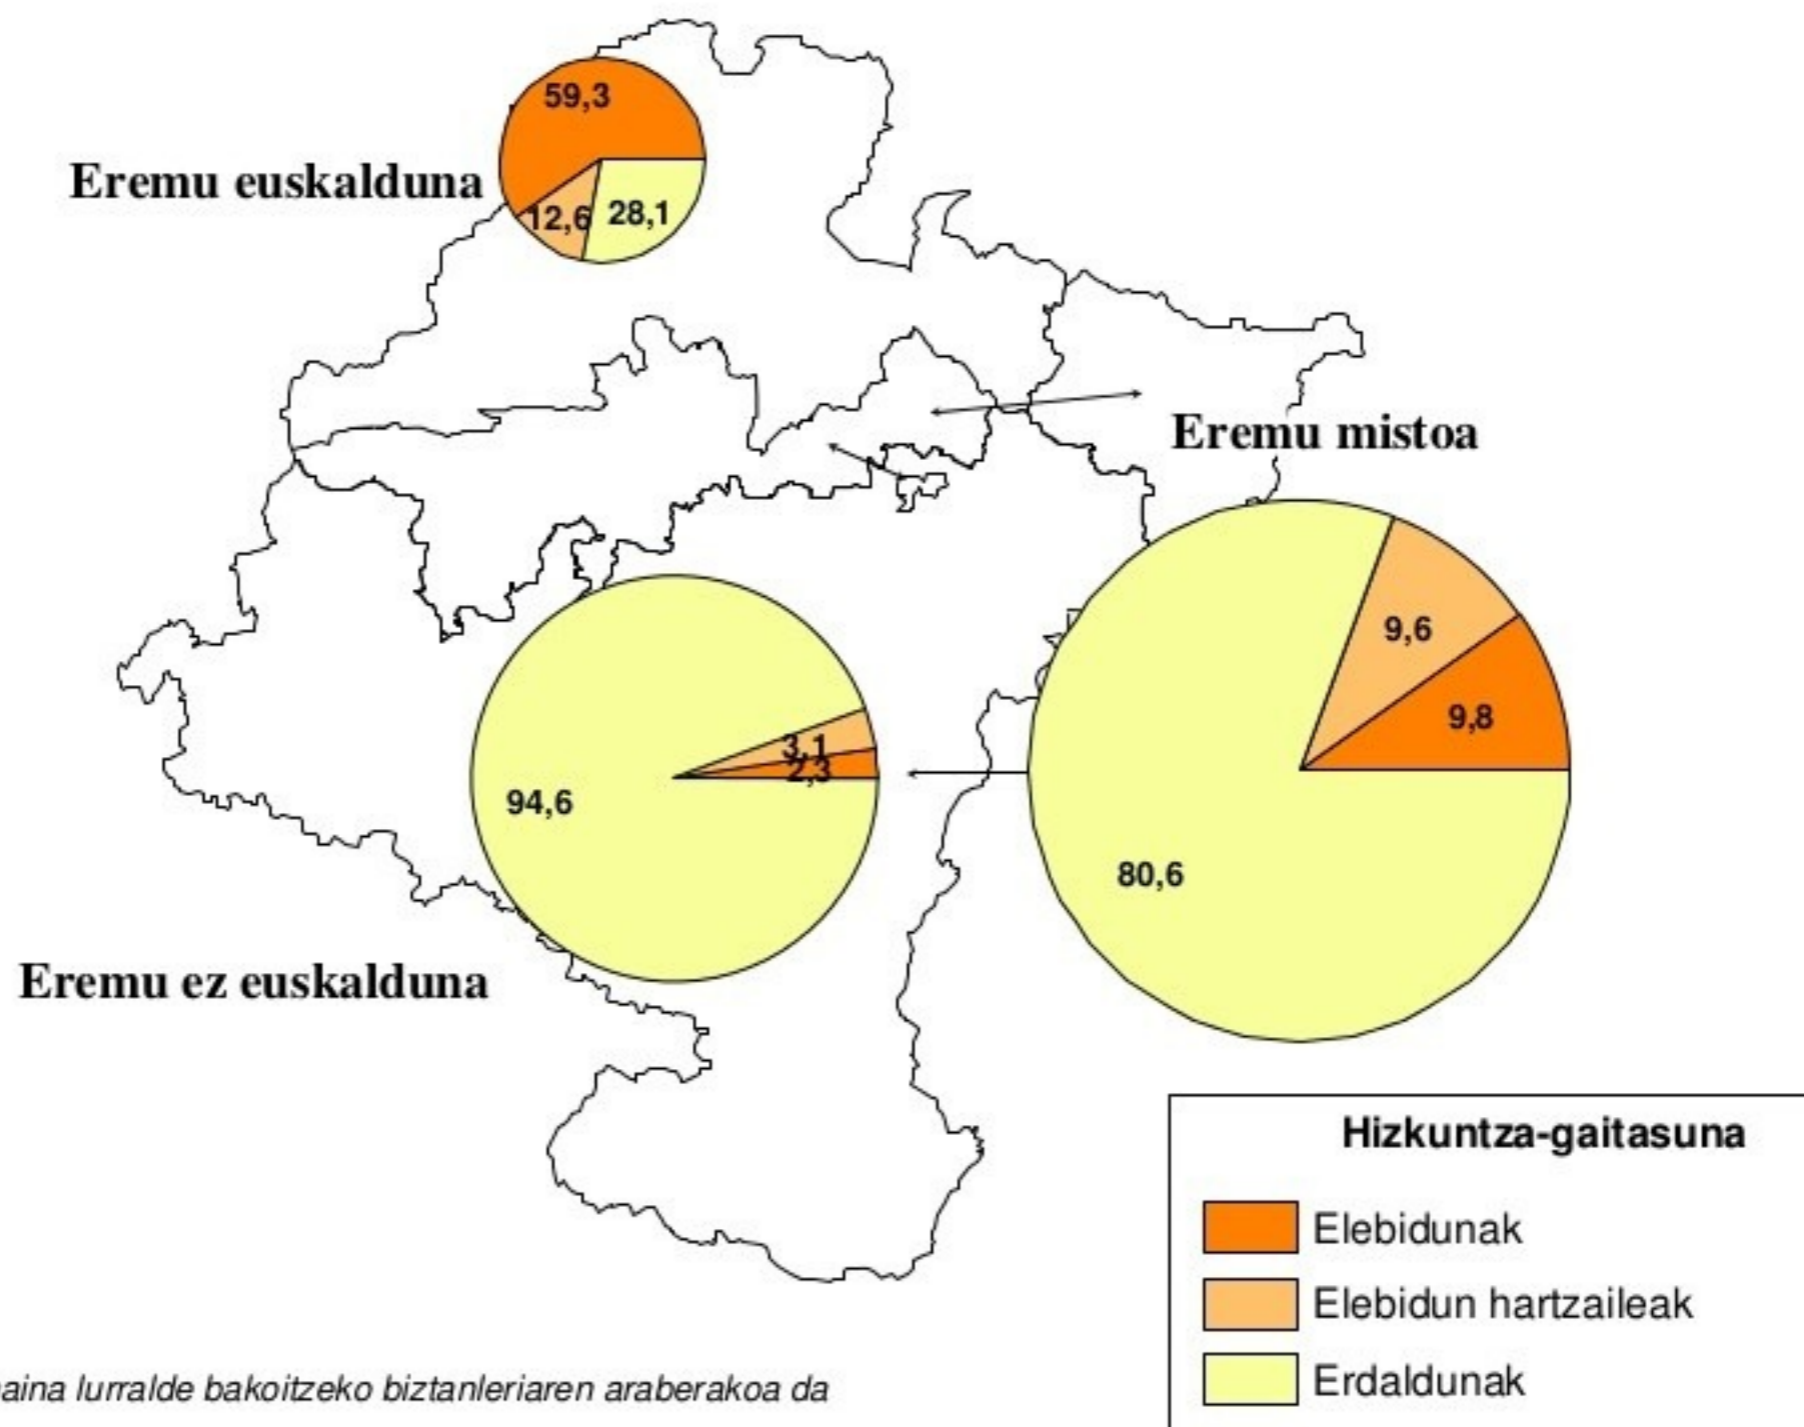 59,3
Eremu euskalduna
12,6
28,1
Eremu mistoa
9,6
9,8
3,1
2,3
94,6
80,6
Eremu ez euskalduna
Hizkuntza-gaitasuna
Elebidunak
Elebidun hartzaileak
Erdaldunak
lurralde bakoitzeko biztanleriaren araberakoa da